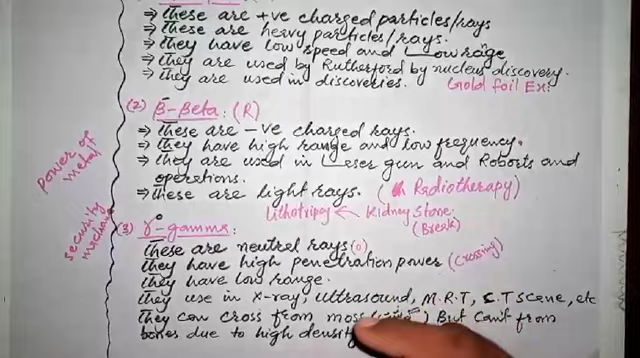 ⇒ these are +ve charged particles/rays
⇒ these are heavy particles/rays.
⇒ they have low speed and Low rage
⇒ they are used by Rutherford by nucleus discovery.
⇒ they are used in discoveries. Gold foil Ex:
(2) β-Beta: (R)
⇒ these are -ve charged rays.
⇒ they have high range and low frequency.
⇒ they are used in Leser gun and Roborts and
operations.
⇒ these are light rays. (Radiotherapy)
Lithotripsy ← Kidney Stone.
(Break)
power of
metal
security
machane
(3) γ°-gamma:
these are neutral rays (0)
they have high penetration power (Crossing)
they have low range.
they use in X-ray, ultrasound, M.R.T, C.T Scane, etc
they can cross from mass But can't from
bones due to high density